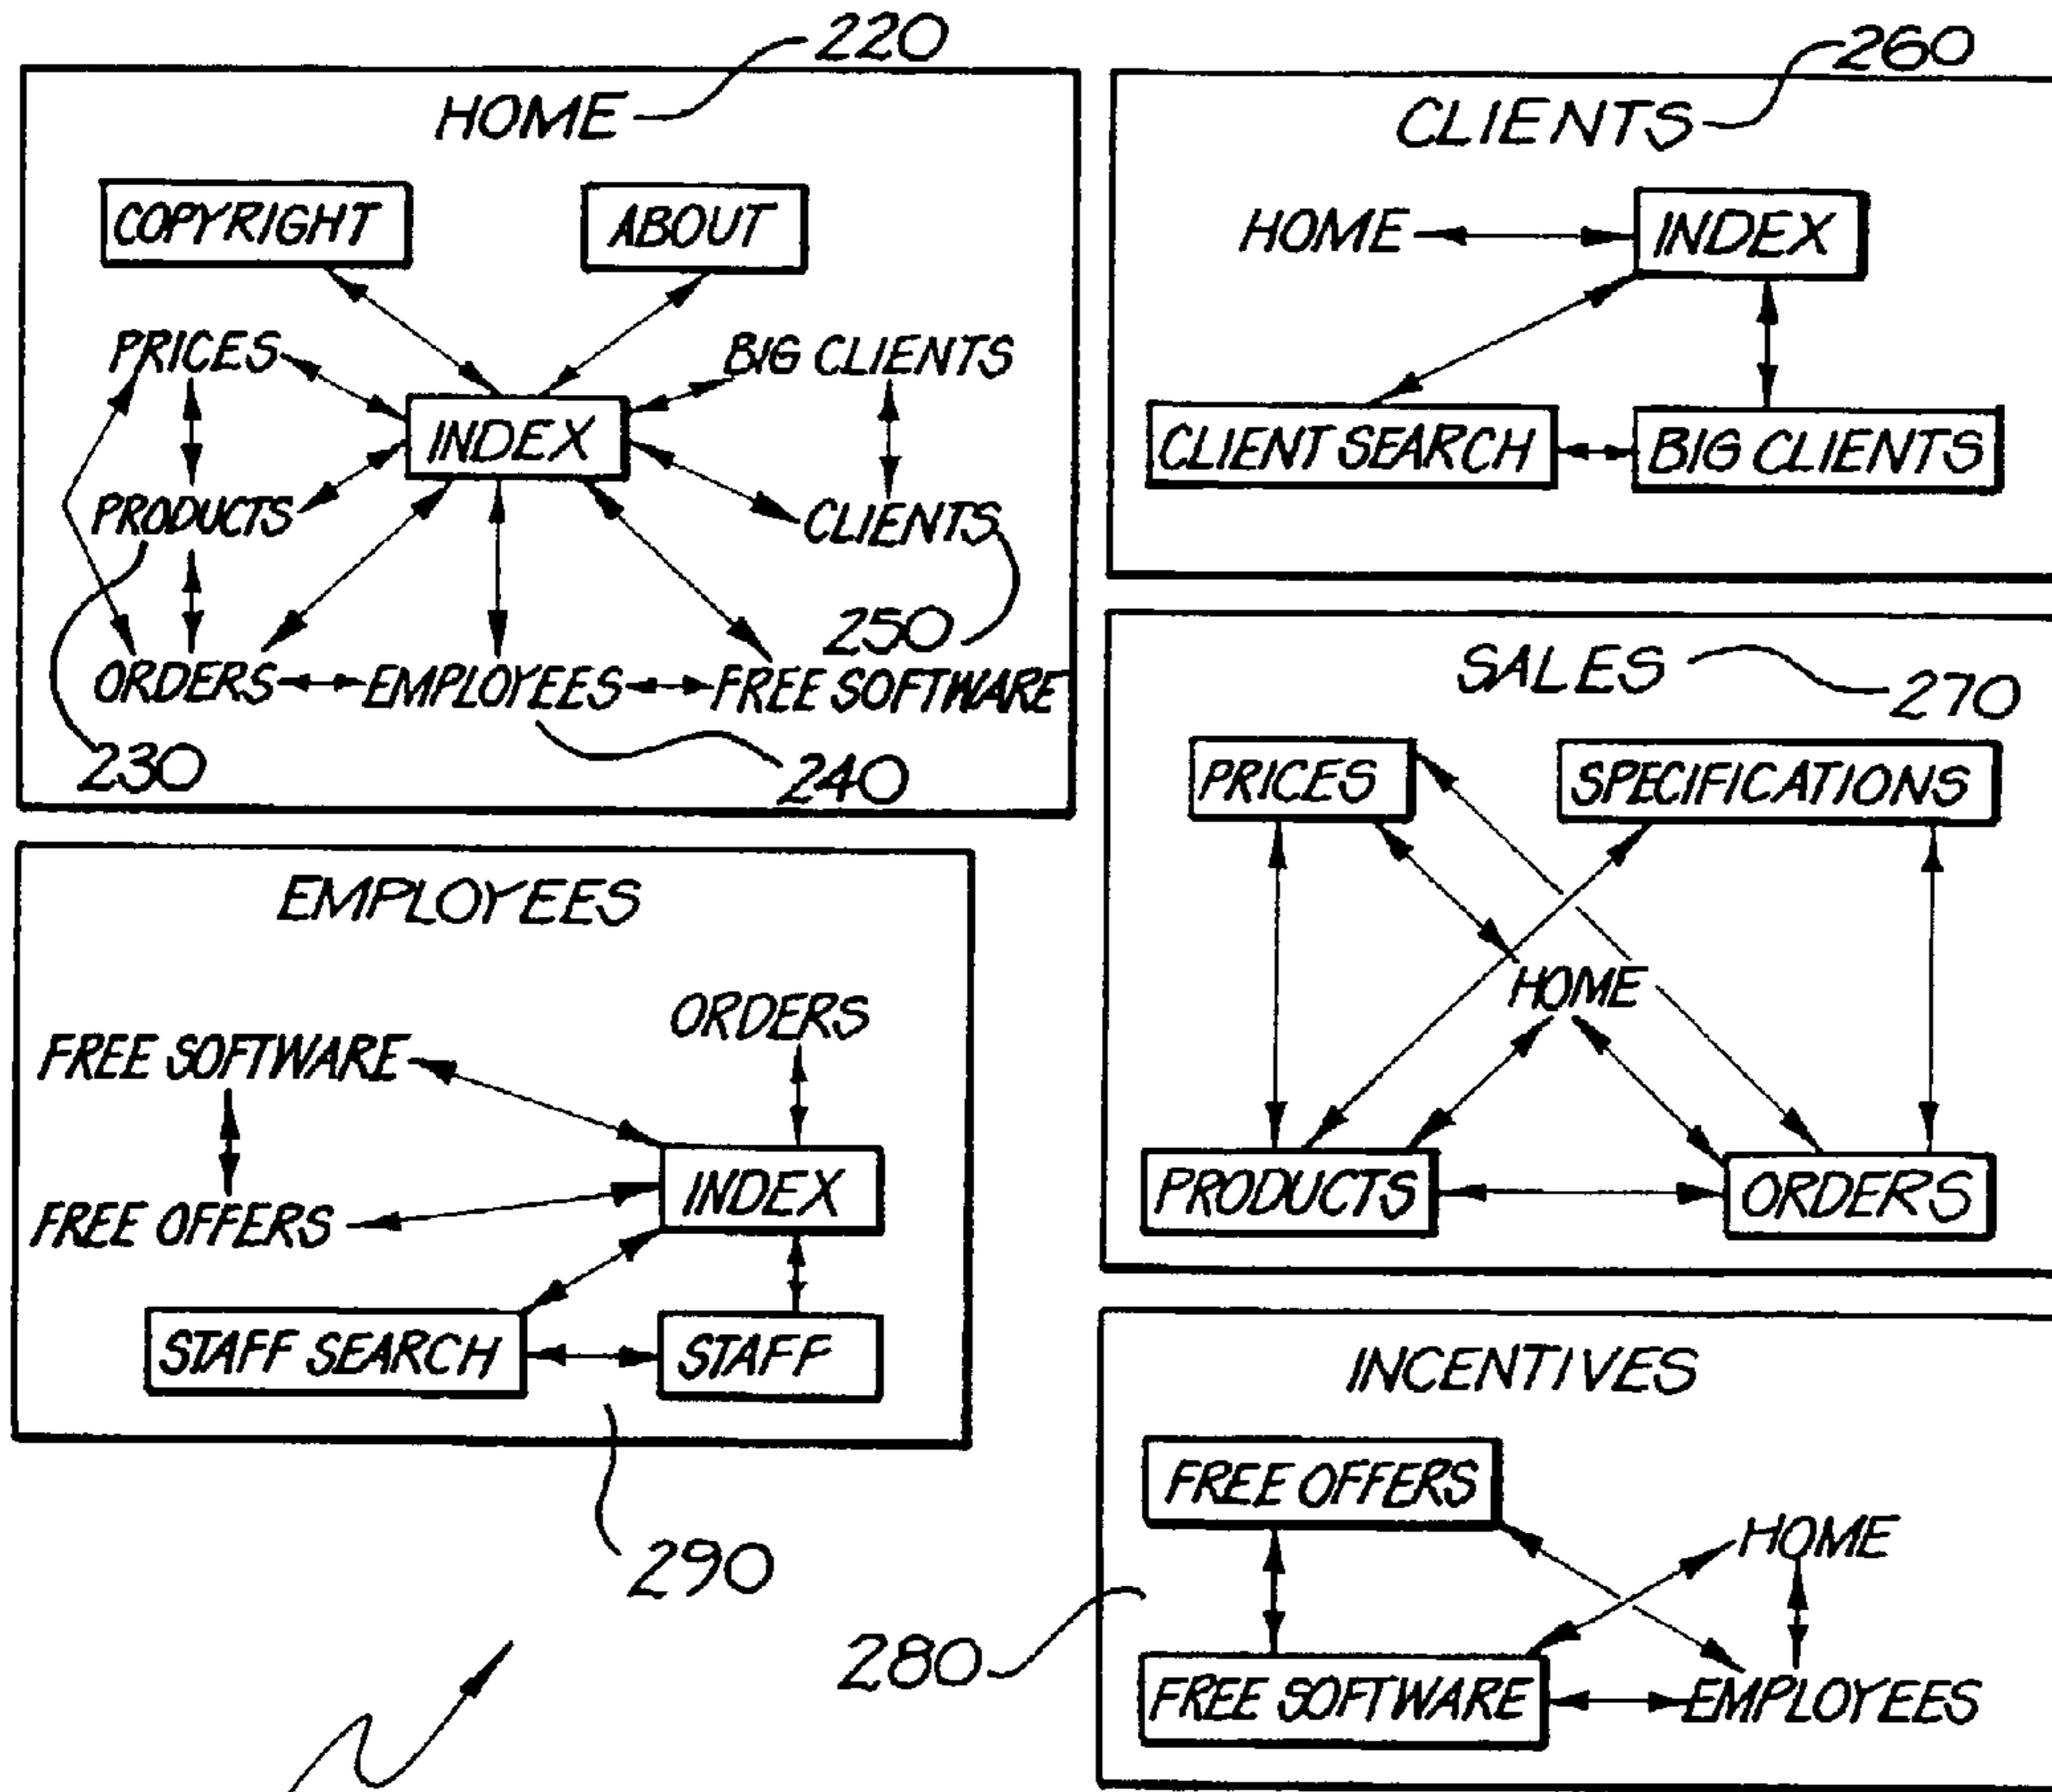 220
HOME
COPYRIGHT
ABOUT
PRICES
BIG CLIENTS
INDEX
PRODUCTS
CLIENTS
250
ORDERS
EMPLOYEES
FREE SOFTWARE
230
240
260
CLIENTS
HOME
INDEX
CLIENT SEARCH
BIG CLIENTS
SALES
270
PRICES
SPECIFICATIONS
HOME
PRODUCTS
ORDERS
EMPLOYEES
ORDERS
FREE SOFTWARE
INDEX
FREE OFFERS
STAFF SEARCH
STAFF
290
INCENTIVES
FREE OFFERS
HOME
280
FREE SOFTWARE
EMPLOYEES